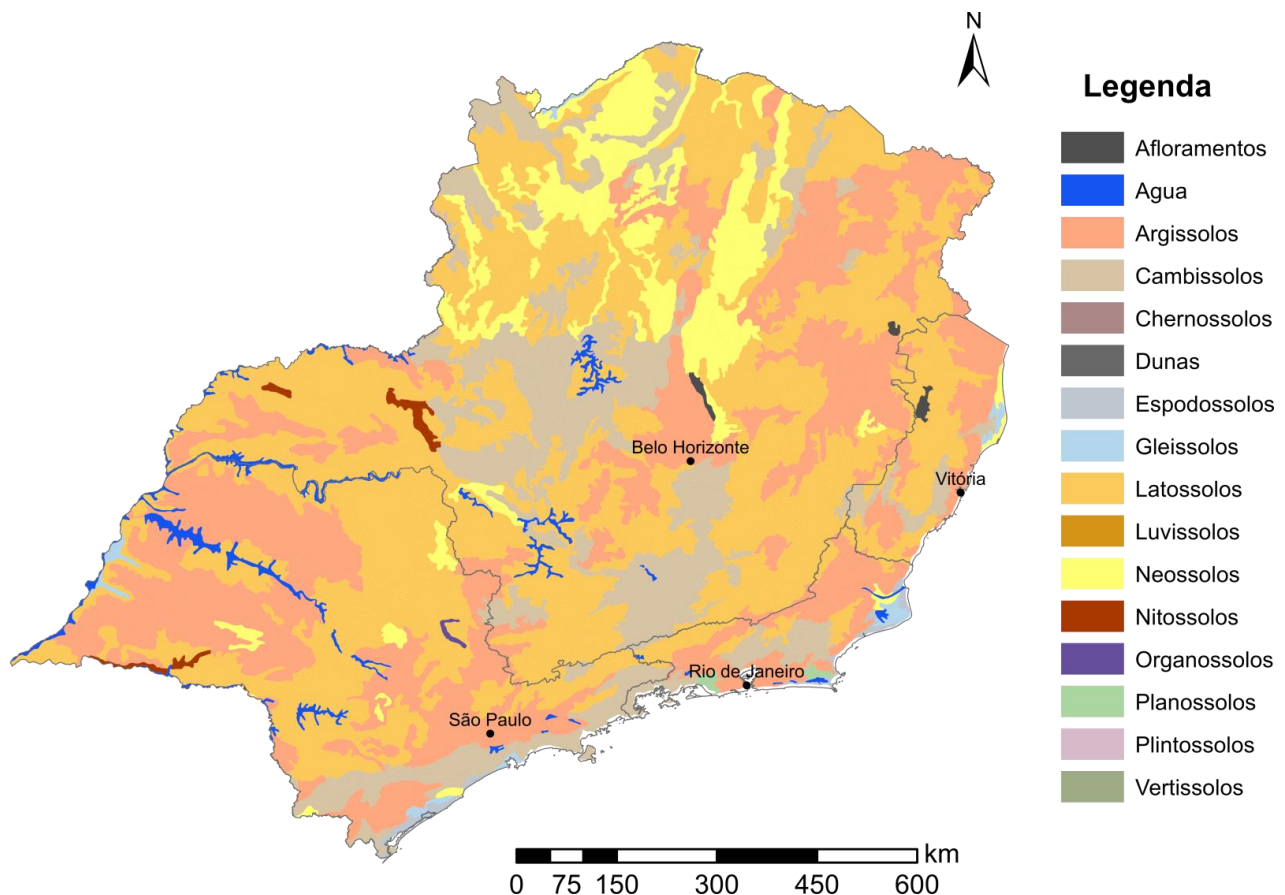 N
Legenda
Afloramentos
Agua
Argissolos
Cambissolos
Chernossolos
Dunas
Espodossolos
Gleissolos
Latossolos
Luvissolos
Neossolos
Nitossolos
Organossolos
Planossolos
Plintossolos
Vertissolos
Belo Horizonte
Vitória
Rio de Janeiro
São Paulo
km
0 75 150 300 450 600